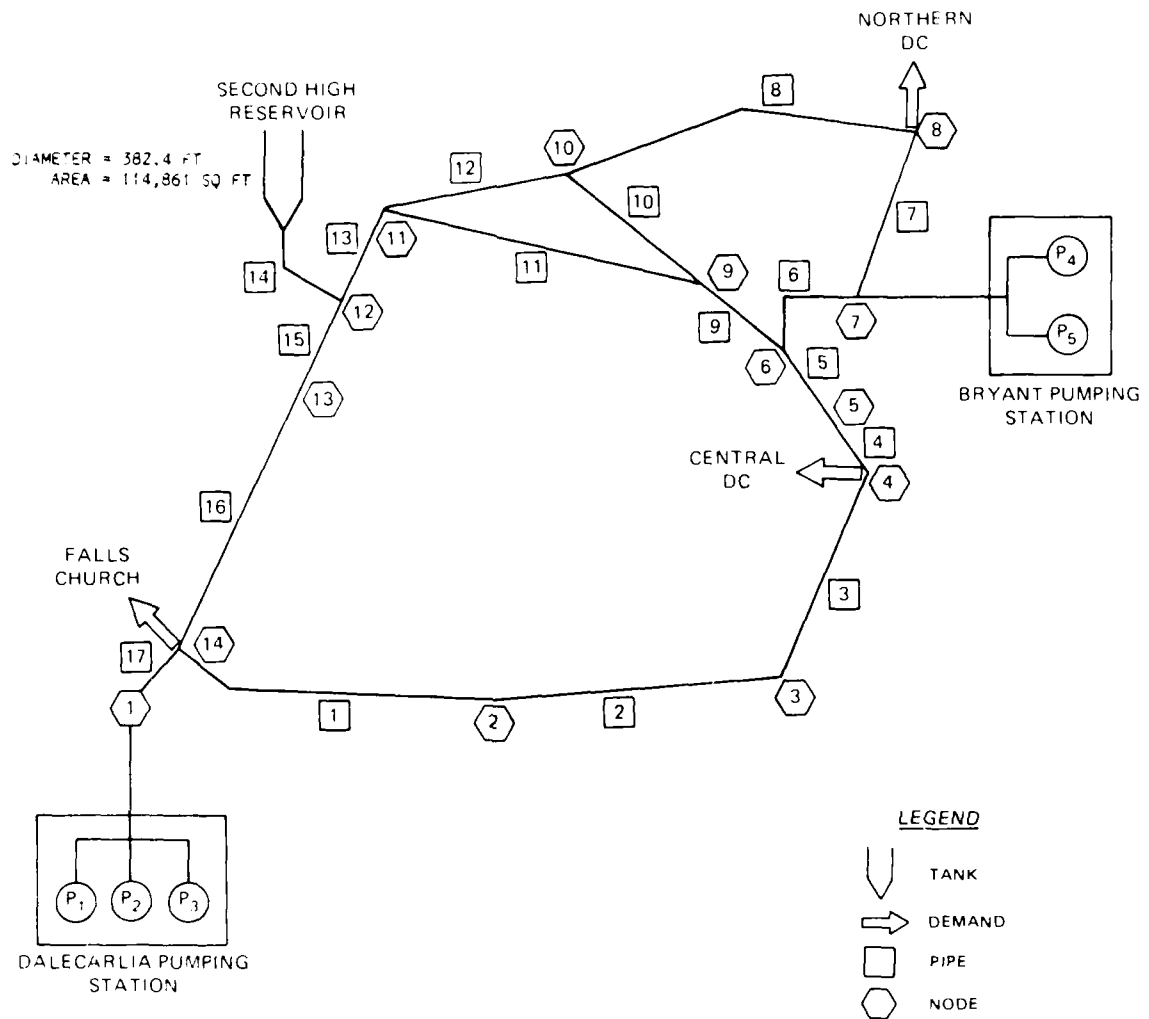 NORTHERN
DC
SECOND HIGH
RESERVOIR
DIAMETER = 382.4 FT
AREA = 114,861 SQ FT
8
8
10
12
10
7
13
11
11
9
6
P4
14
12
7
15
9
5
P5
6
13
5
BRYANT PUMPING
STATION
4
CENTRAL
DC
4
16
FALLS
CHURCH
3
17
14
1
1
2
2
3
LEGEND
TANK
P1
P2
P3
DEMAND
DALECARLIA PUMPING
STATION
PIPE
NODE